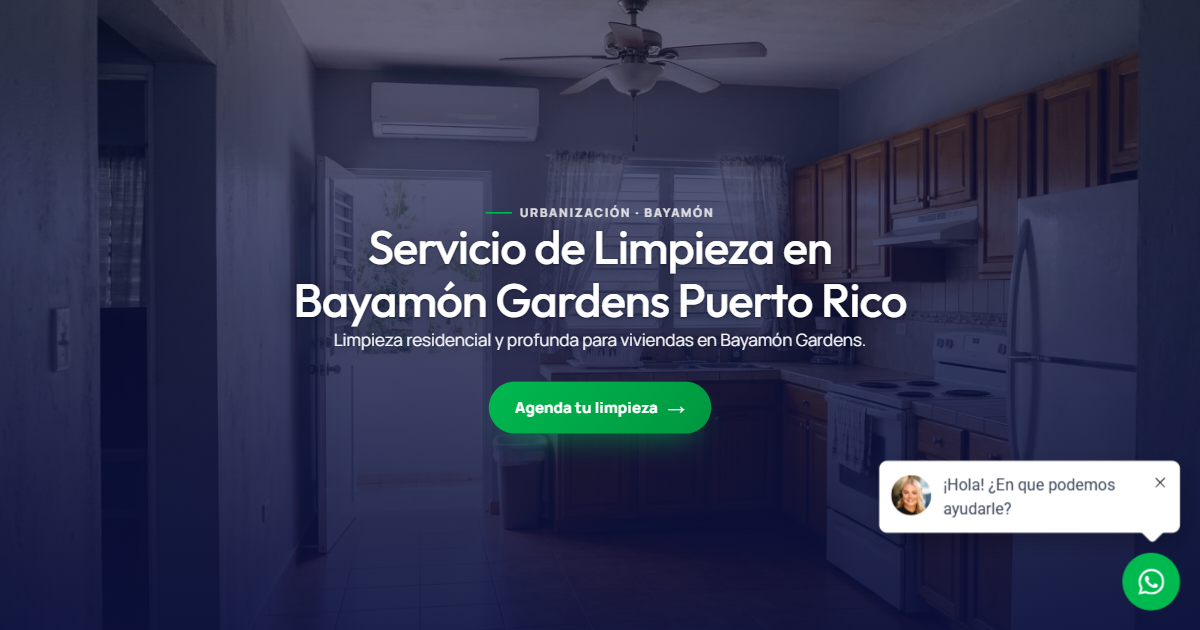 URBANIZACIÓN · BAYAMÓN
Servicio de Limpieza en
Bayamón Gardens Puerto Rico
Limpieza residencial y profunda para viviendas en Bayamón Gardens.
Agenda tu limpieza →
¡Hola! ¿En que podemos
ayudarle?